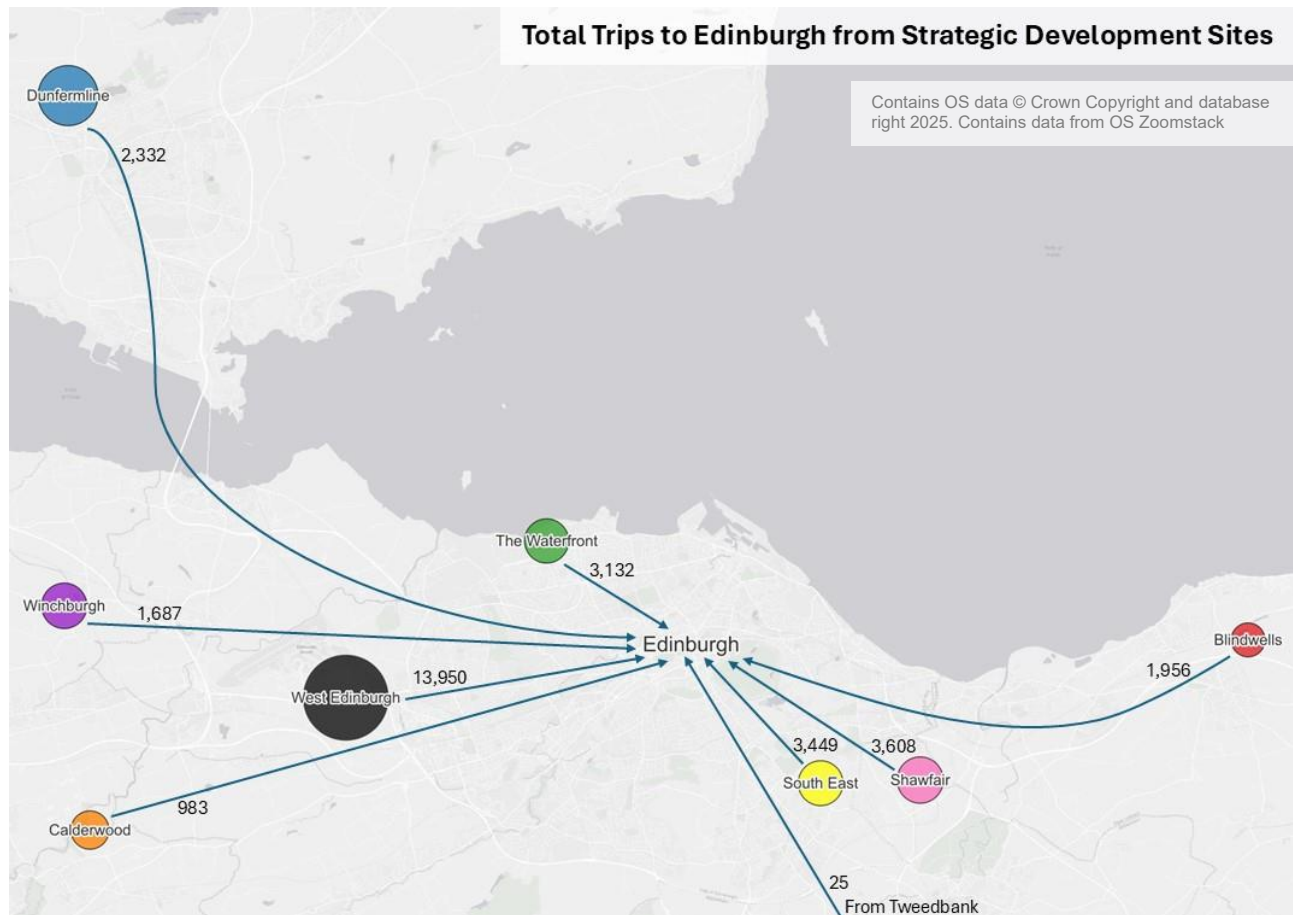 Total Trips to Edinburgh from Strategic Development Sites
Contains OS data © Crown Copyright and database
right 2025. Contains data from OS Zoomstack
Dunfermline
2,332
The Waterfront
3,132
Winchburgh
1,687
Edinburgh
Blindwells
1,956
West Edinburgh
13,950
3,449
3,608
South East
Shawfair
983
Calderwood
25
From Tweedbank